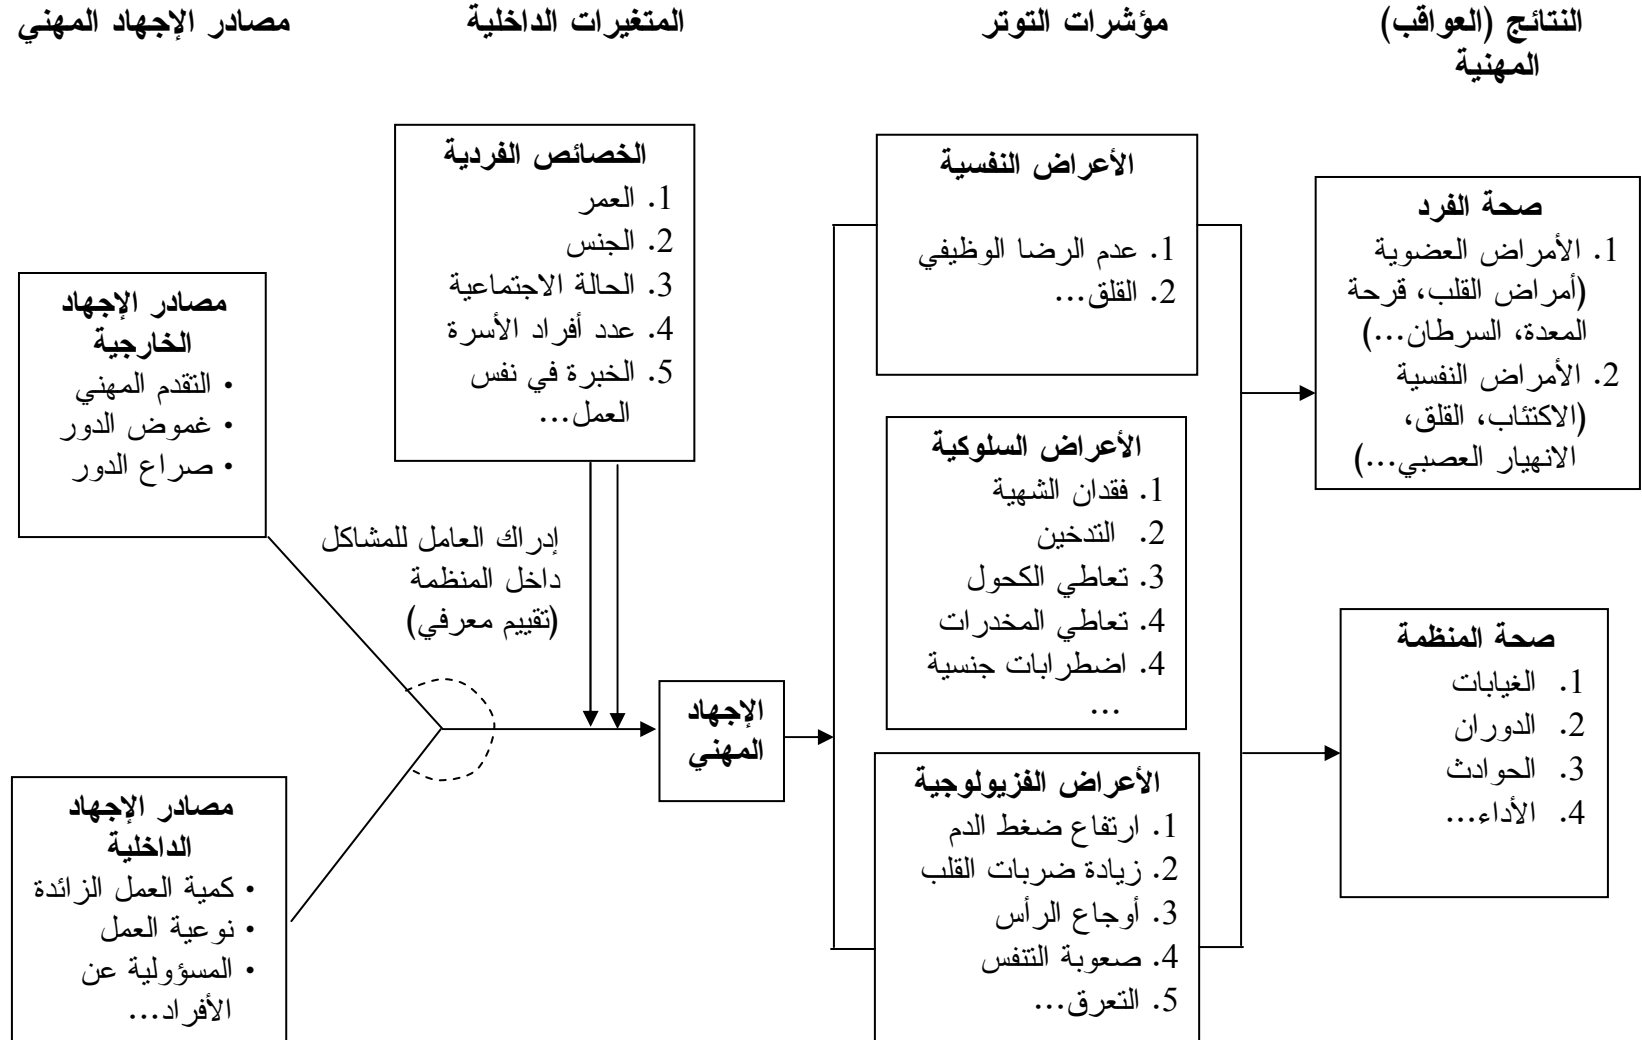 مصادر الإجهاد المهني
المتغيرات الداخلية
مؤشرات التوتر
النتائج (العواقب)
المهنية
مصادر الإجهاد
الخارجية
• التقدم المهني
• غموض الدور
• صراع الدور
مصادر الإجهاد
الداخلية
• كمية العمل الزائدة
• نوعية العمل
• المسؤولية عن
الأفراد...
الخصائص الفردية
1. العمر
2. الجنس
3. الحالة الاجتماعية
4. عدد أفراد الأسرة
5. الخبرة في نفس
العمل...
إدراك العامل للمشاكل
داخل المنظمة
(تقييم معرفي)
الإجهاد
المهني
الأعراض النفسية
1. عدم الرضا الوظيفي
2. القلق...
الأعراض السلوكية
1. فقدان الشهية
2. التدخين
3. تعاطي الكحول
4. تعاطي المخدرات
4. اضطرابات جنسية
...
الأعراض الفزيولوجية
1. ارتفاع ضغط الدم
2. زيادة ضربات القلب
3. أوجاع الرأس
4. صعوبة التنفس
5. التعرق...
صحة الفرد
1. الأمراض العضوية
(أمراض القلب، قرحة
المعدة، السرطان...)
2. الأمراض النفسية
(الاكتئاب، القلق،
الانهيار العصبي...)
صحة المنظمة
1. الغيابات
2. الدوران
3. الحوادث
4. الأداء...